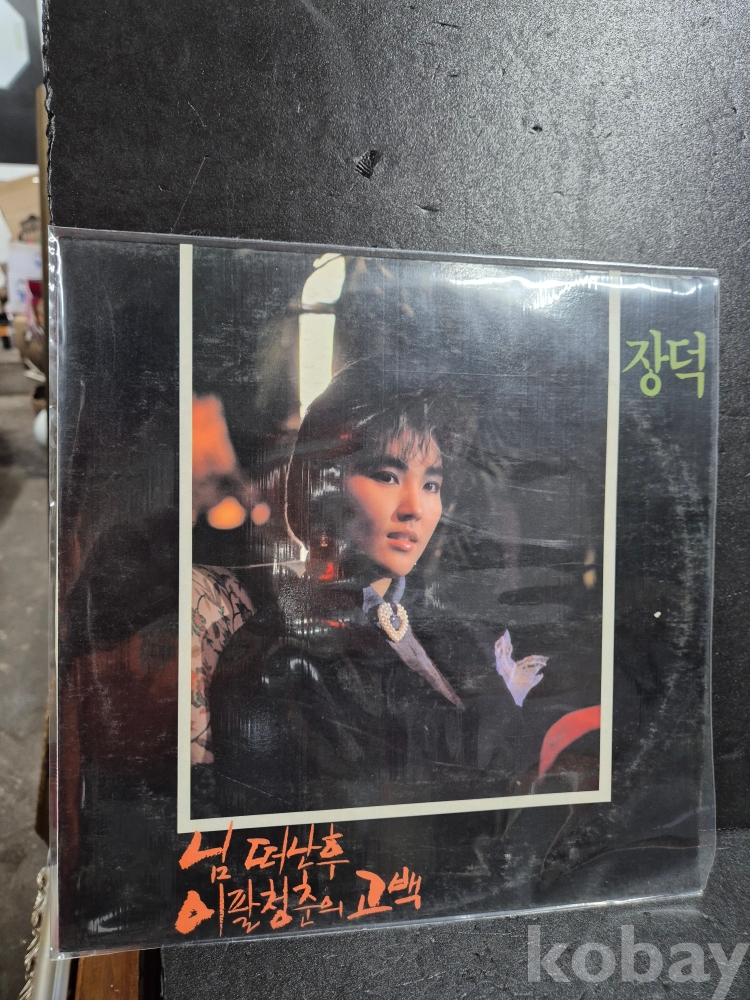 장덕
님 떠난후
이팔청춘의 고백
kobay